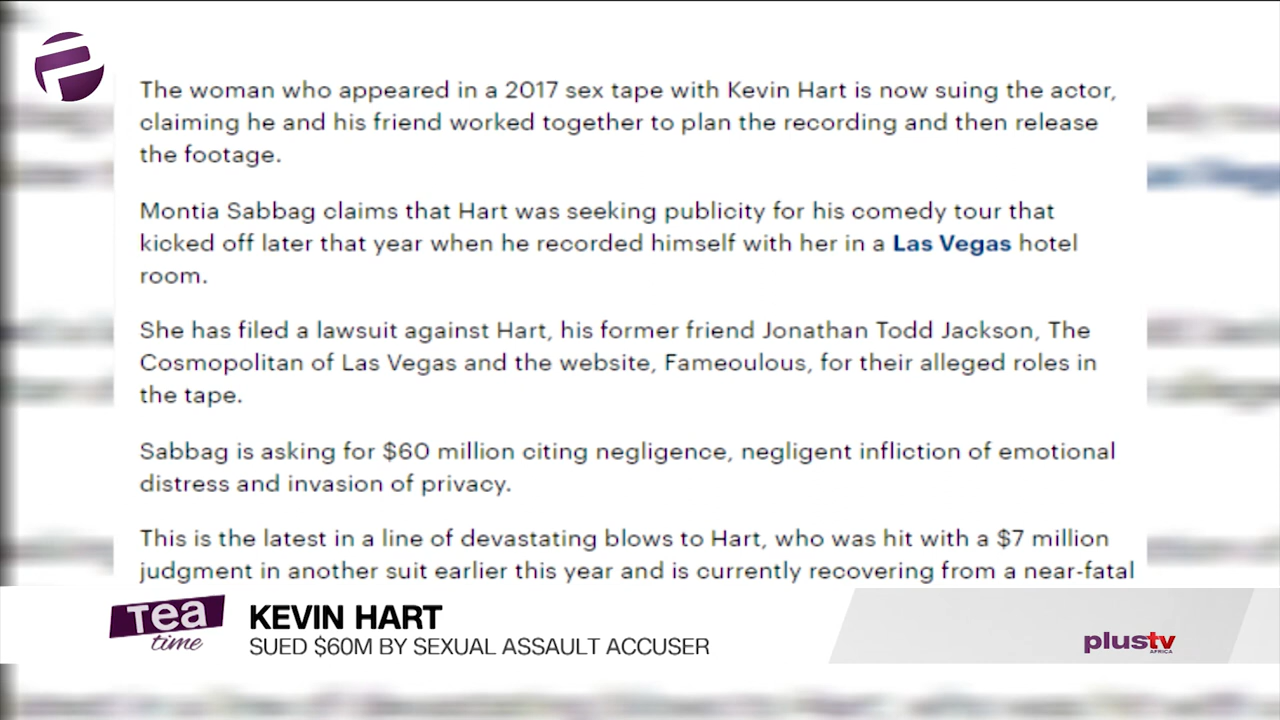 The woman who appeared in a 2017 sex tape with Kevin Hart is now suing the actor,
claiming he and his friend worked together to plan the recording and then release
the footage.
Montia Sabbag claims that Hart was seeking publicity for his comedy tour that
kicked off later that year when he recorded himself with her in a Las Vegas hotel
room.
She has filed a lawsuit against Hart, his former friend Jonathan Todd Jackson, The
Cosmopolitan of Las Vegas and the website, Fameoulous, for their alleged roles in
the tape.
Sabbag is asking for $60 million citing negligence, negligent infliction of emotional
distress and invasion of privacy.
This is the latest in a line of devastating blows to Hart, who was hit with a $7 million
judgment in another suit earlier this year and is currently recovering from a near-fatal
Tea
time
KEVIN HART
SUED $60M BY SEXUAL ASSAULT ACCUSER
plustv
AFRICA